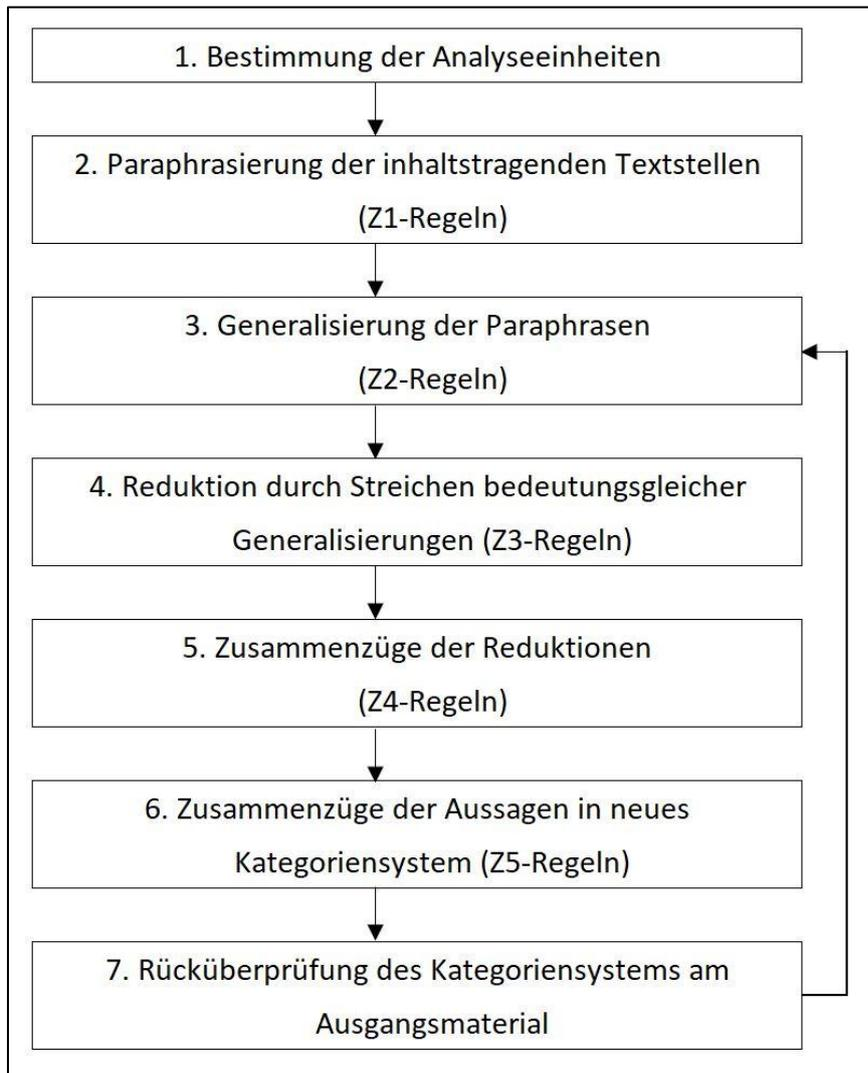 1. Bestimmung der Analyseeinheiten
2. Paraphrasierung der inhaltstragenden Textstellen
(Z1-Regeln)
3. Generalisierung der Paraphrasen
(Z2-Regeln)
4. Reduktion durch Streichen bedeutungsgleicher
Generalisierungen (Z3-Regeln)
5. Zusammenzüge der Reduktionen
(Z4-Regeln)
6. Zusammenzüge der Aussagen in neues
Kategoriensystem (Z5-Regeln)
7. Rücküberprüfung des Kategoriensystems am
Ausgangsmaterial